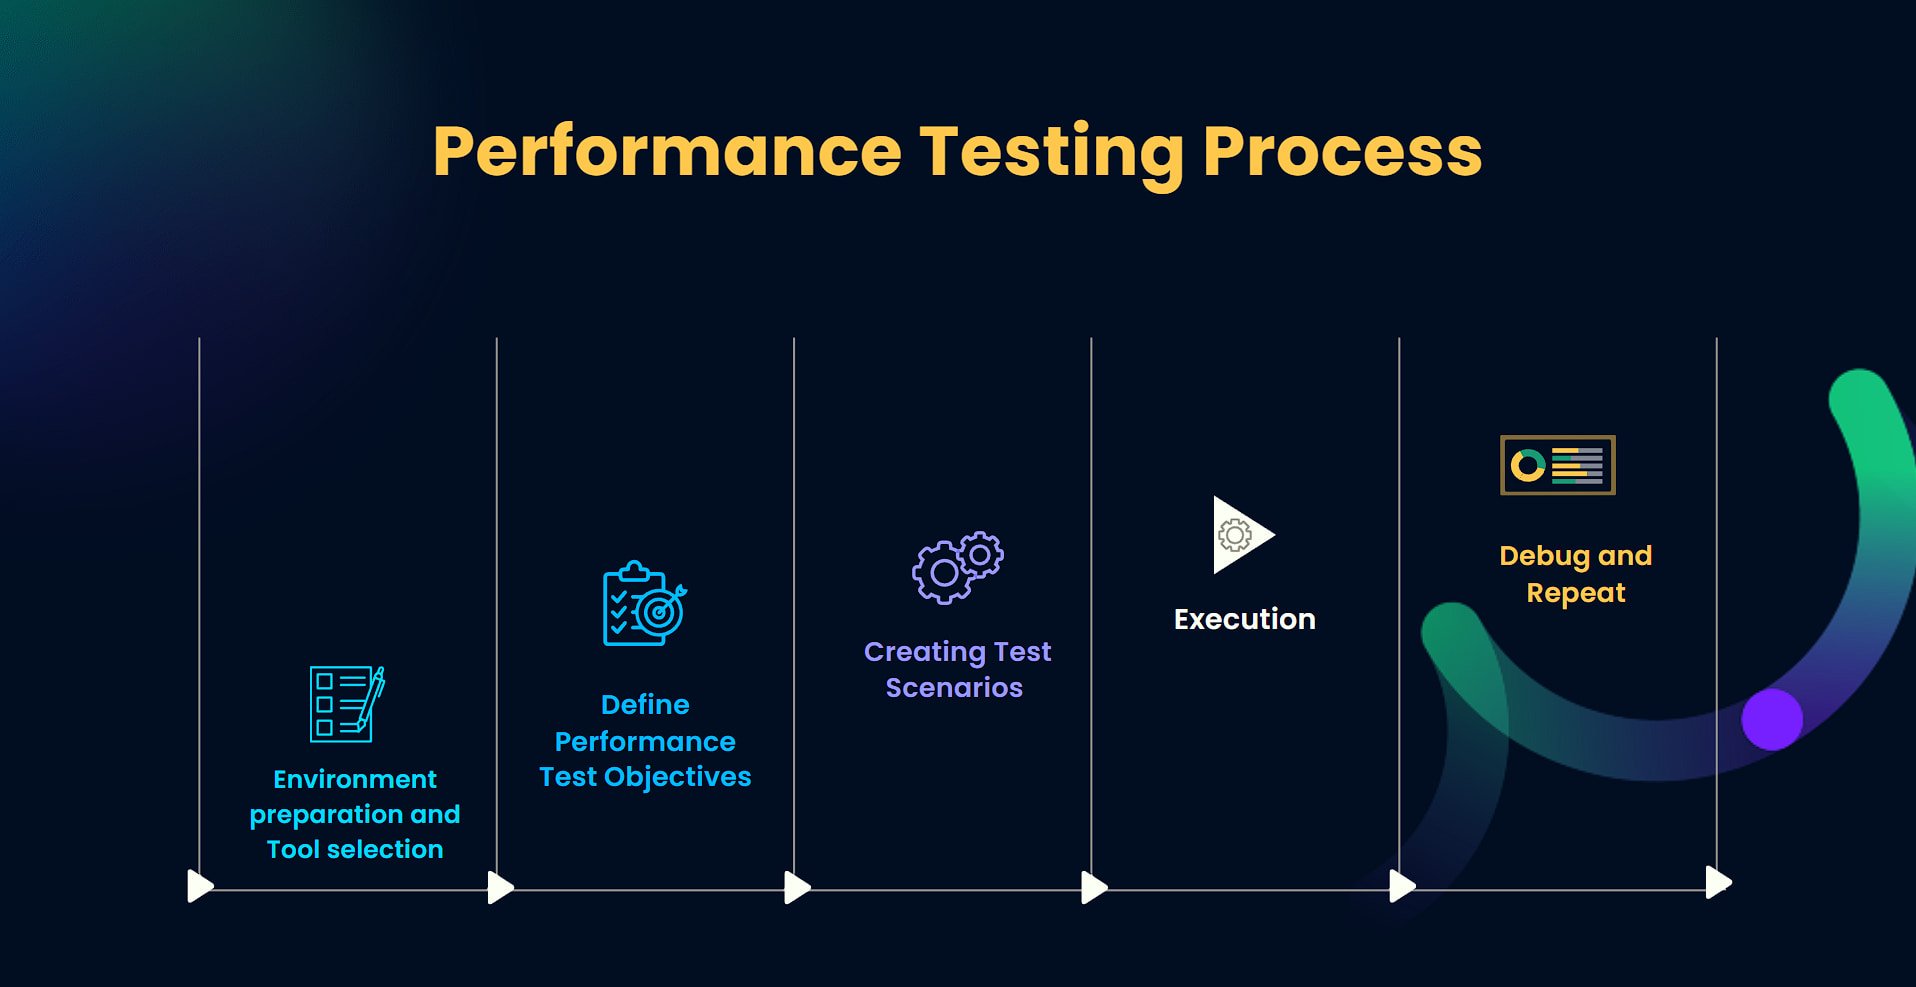 Performance Testing Process
Environment
preparation and
Tool selection
Define
Performance
Test Objectives
Creating Test
Scenarios
Execution
Debug and
Repeat